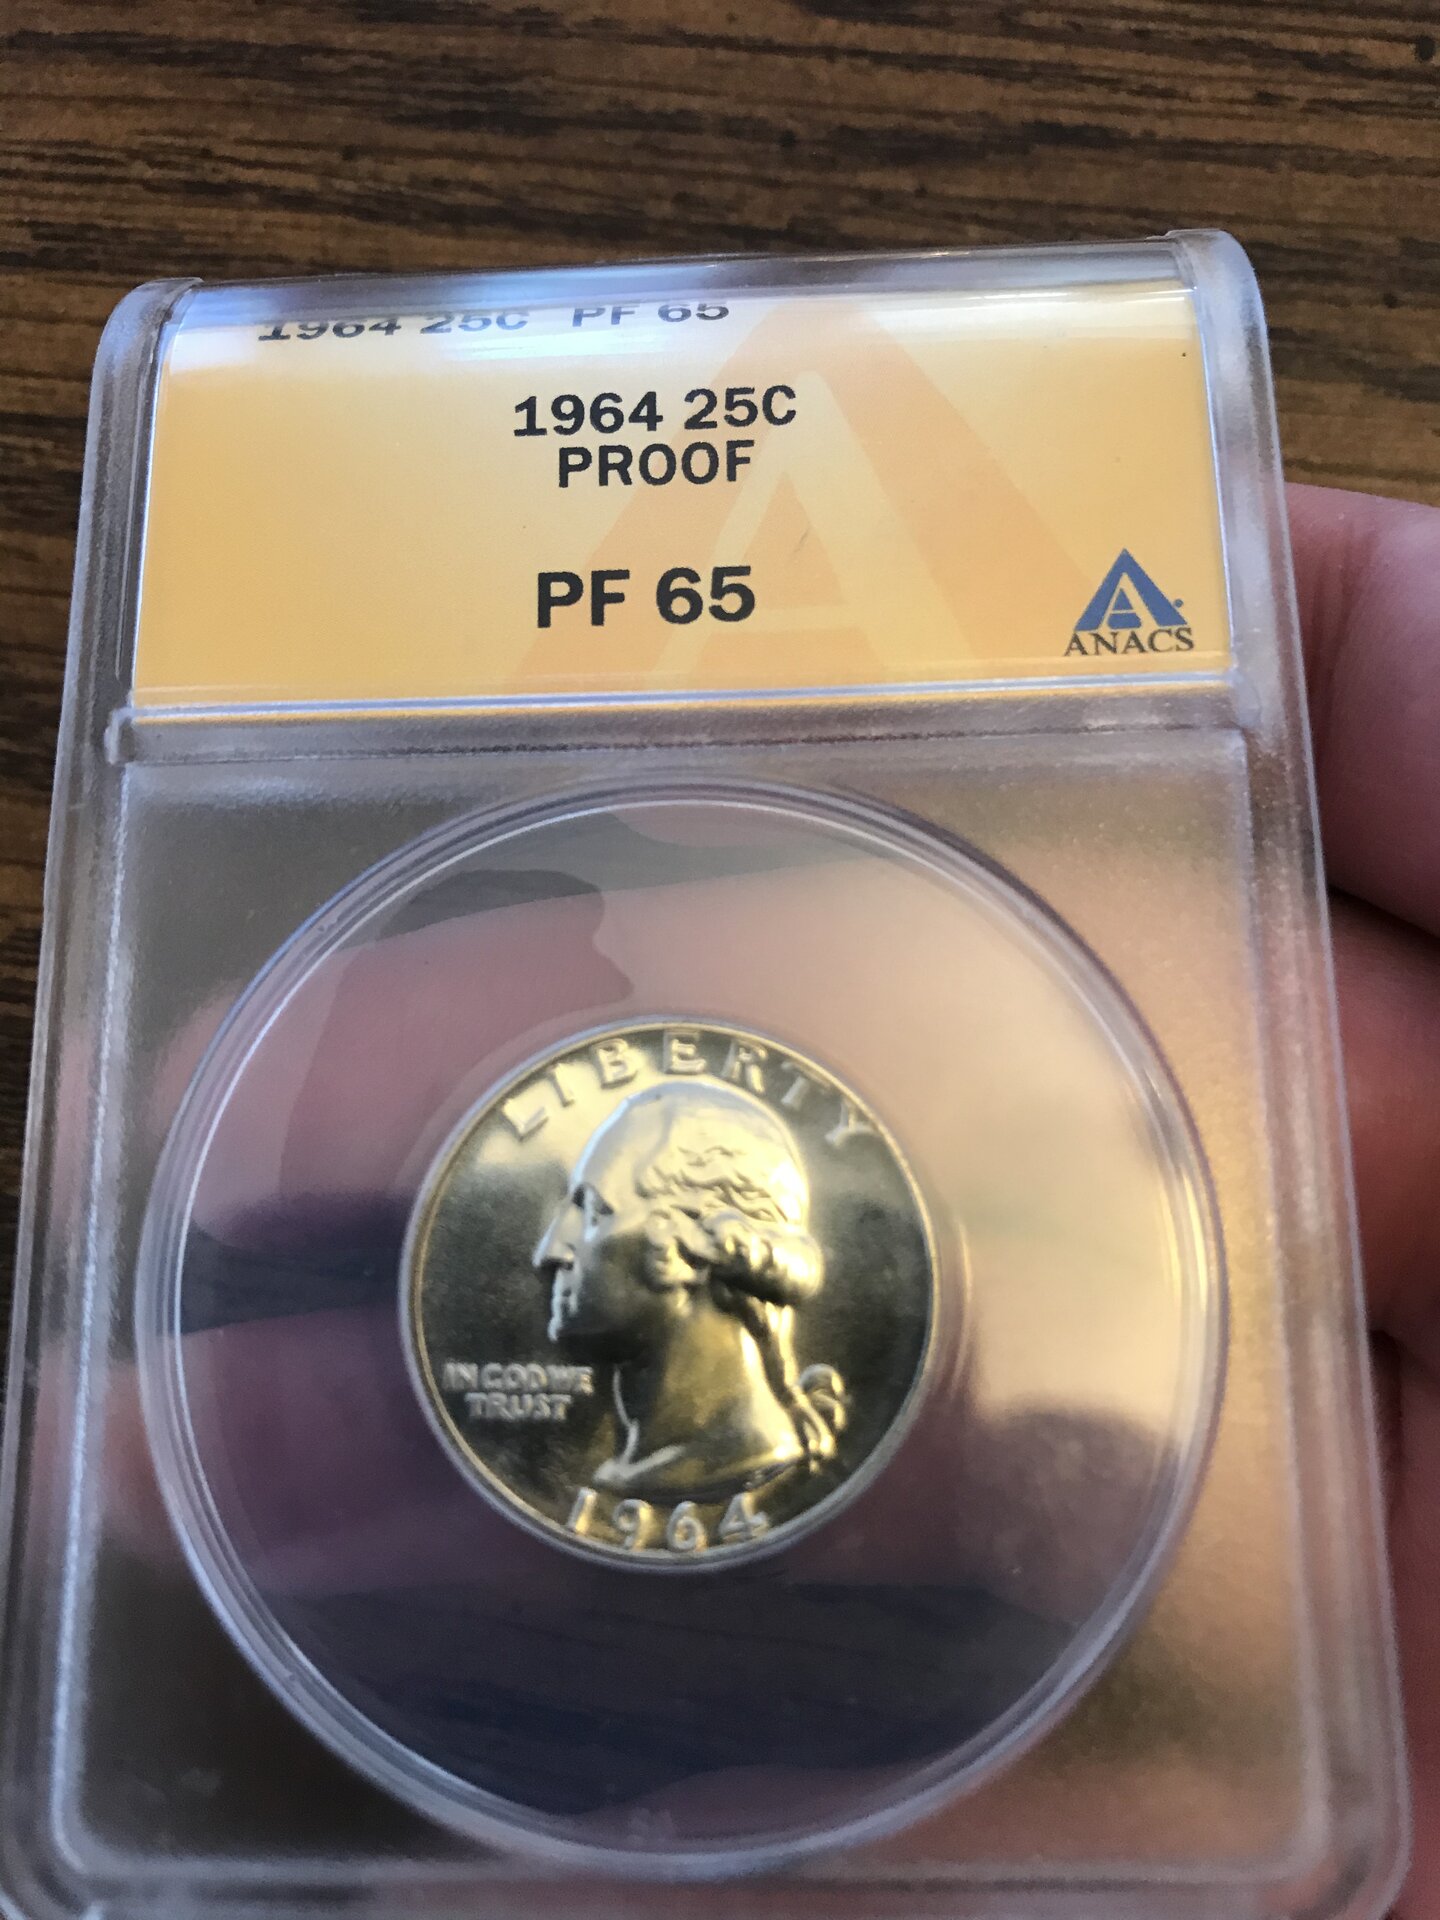 1964 25C PF 65
1964 25C
PROOF
PF 65
ANACS
LIBERTY
IN GOD WE
TRUST
1964